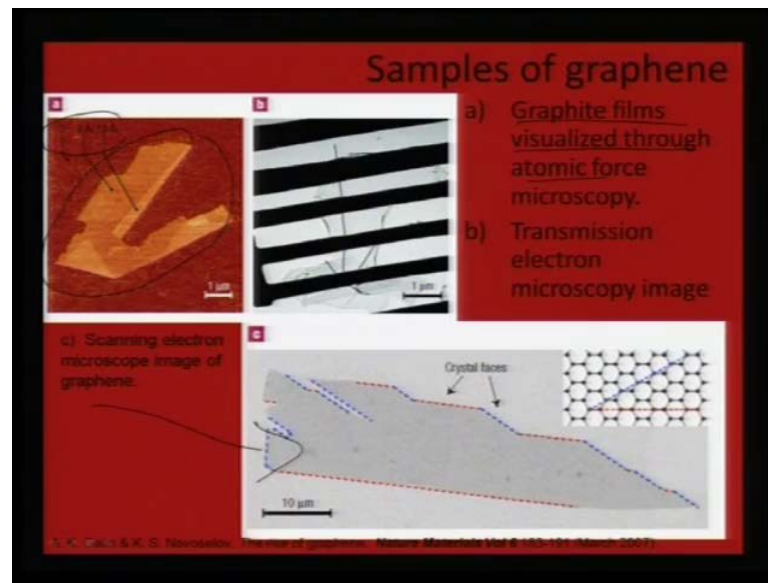 Samples of graphene
a
b
a) Graphite films
visualized through
atomic force
microscopy.
b) Transmission
electron
microscopy image
1 μm
1 μm
c) Scanning electron
microscope image of
graphene.
c
Crystal faces
10 μm
& K. S. Novoselov, The rise of graphene. Nature Materials Vol 6 183-191 (March 2007)